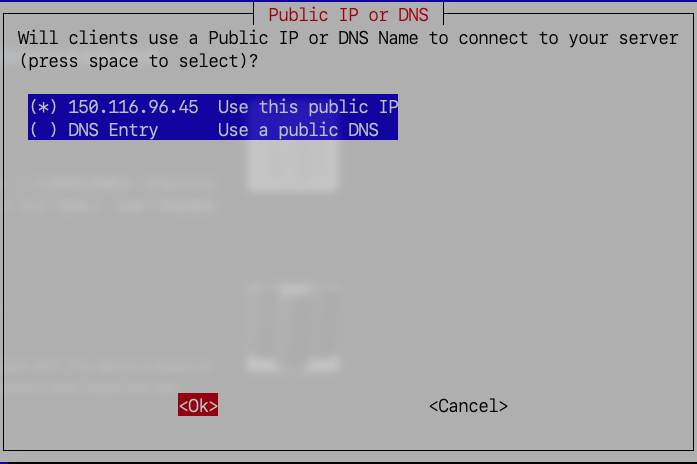 Public IP or DNS
Will clients use a Public IP or DNS Name to connect to your server
(press space to select)?
(*) 150.116.96.45  Use this public IP
( ) DNS Entry      Use a public DNS
<Ok>                     <Cancel>